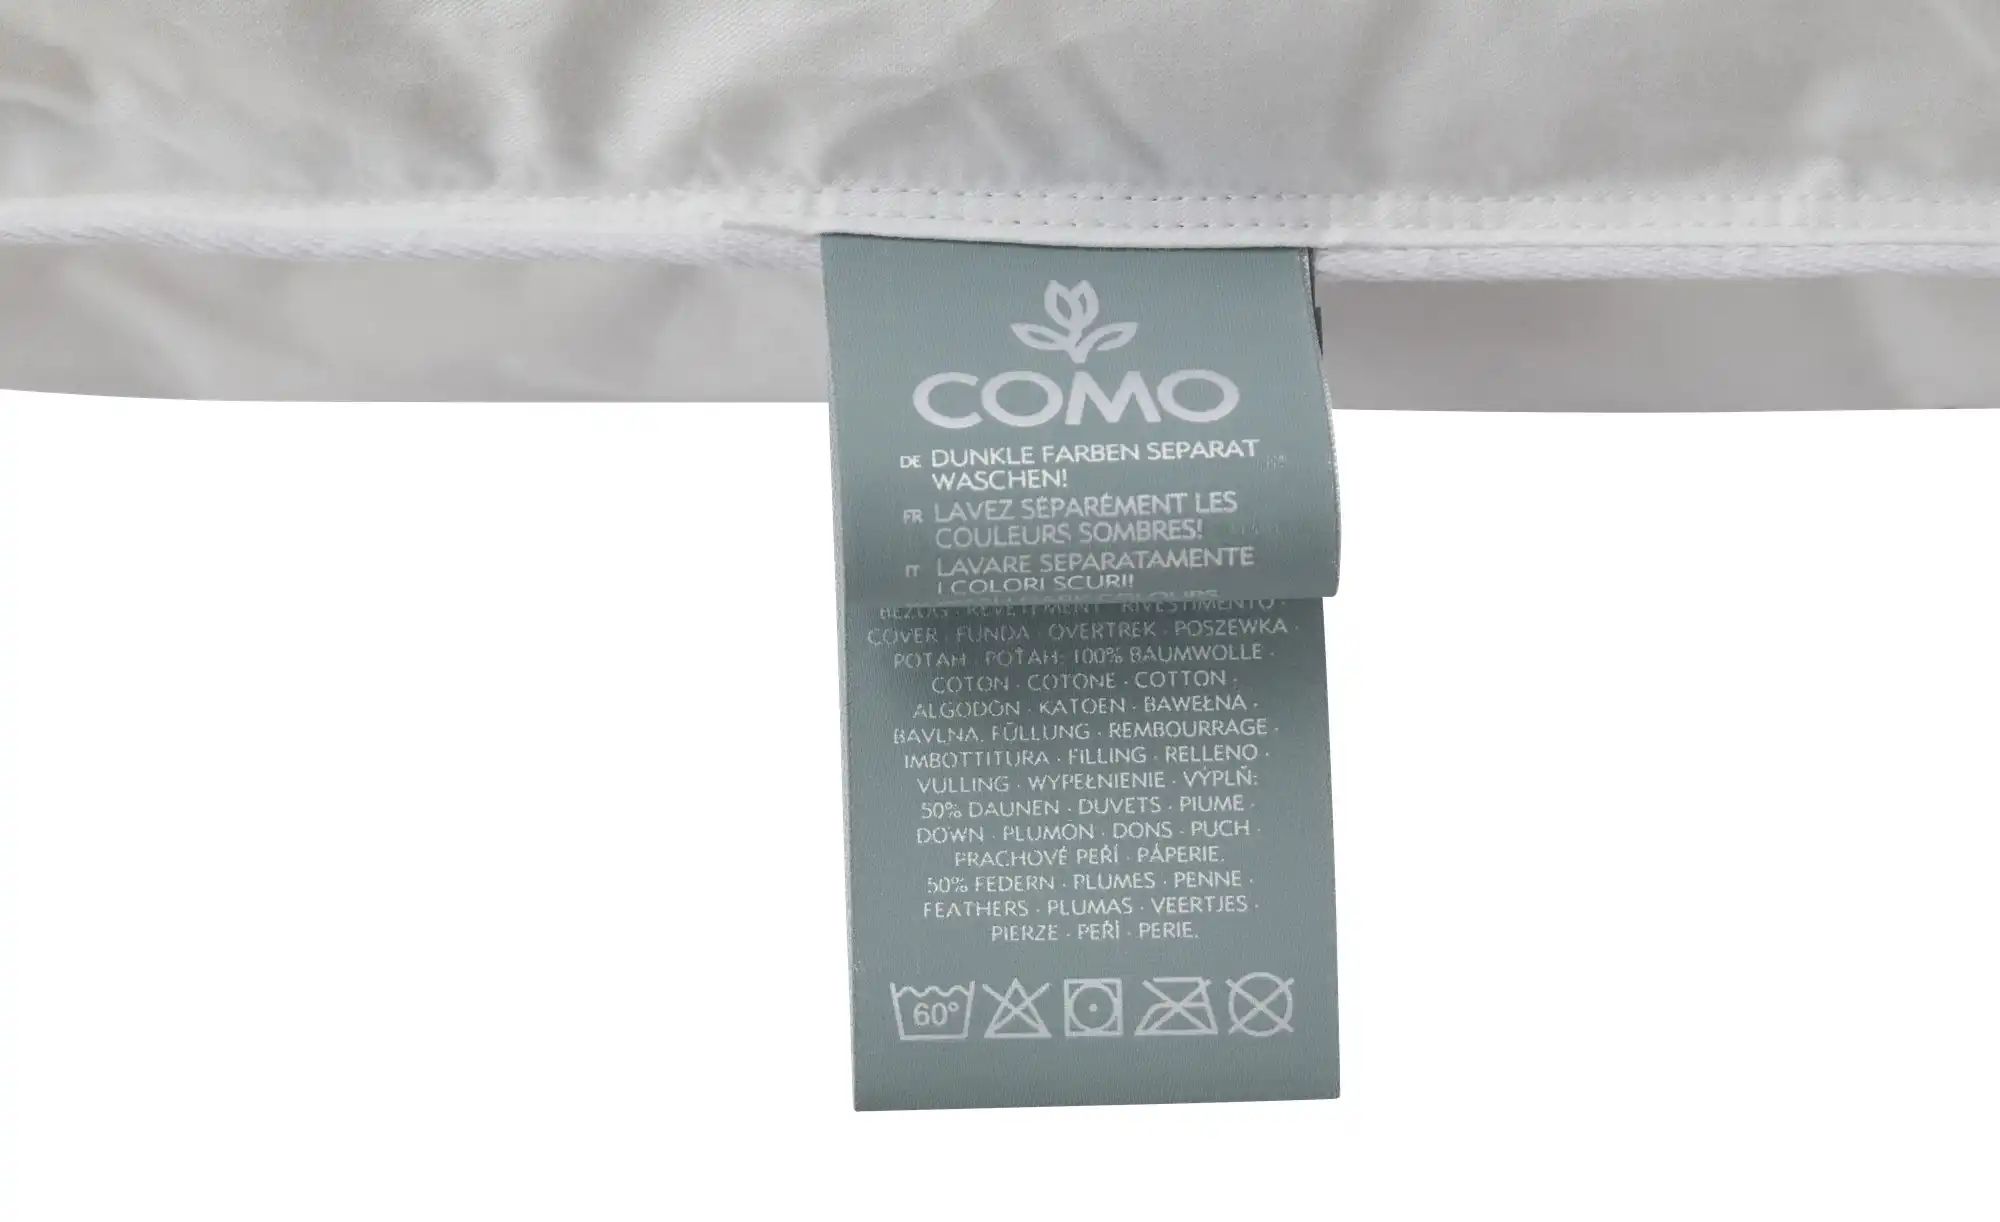 COMO
DE DUNKLE FARBEN SEPARAT
WASCHEN!
FR LAVEZ SÉPARÉMENT LES
COULEURS SOMBRES!
IT LAVARE SEPARATAMENTE
I COLORI SCURI!
BEZUG · REVÊTEMENT · RIVESTIMENTO ·
COVER · FUNDA · OVERTREK · POSZEWKA ·
POTAH · POŤAH: 100% BAUMWOLLE ·
COTON · COTONE · COTTON ·
ALGODÓN · KATOEN · BAWEŁNA ·
BAVLNA. FÜLLUNG · REMBOURRAGE ·
IMBOTTITURA · FILLING · RELLENO ·
VULLING · WYPEŁNIENIE · VÝPLŇ:
50% DAUNEN · DUVETS · PIUME ·
DOWN · PLUMÓN · DONS · PUCH ·
PRACHOVÉ PEŘÍ · PÁPERIE.
50% FEDERN · PLUMES · PENNE ·
FEATHERS · PLUMAS · VEERTJES ·
PIERZE · PEŘÍ · PERIE.
60°